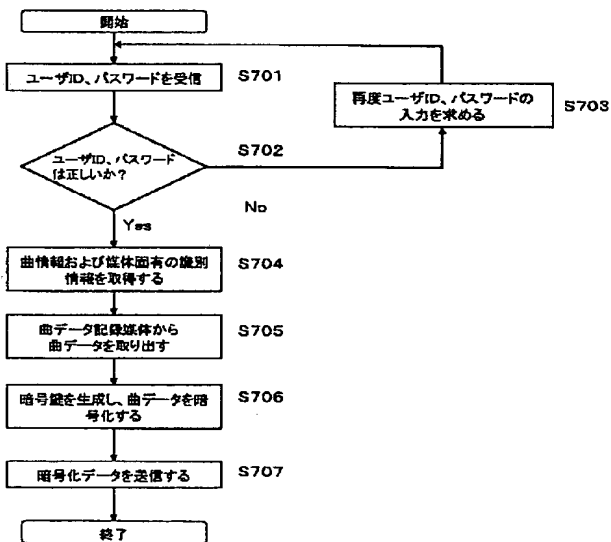 開始
ユーザID、パスワードを受信
S701
再度ユーザID、パスワードの
入力を求める
S703
ユーザID、パスワード
は正しいか？
S702
No
Yes
曲情報および媒体固有の識別
情報を取得する
S704
曲データ記録媒体から
曲データを取り出す
S705
暗号鍵を生成し、曲データを暗
号化する
S706
暗号化データを送信する
S707
終了